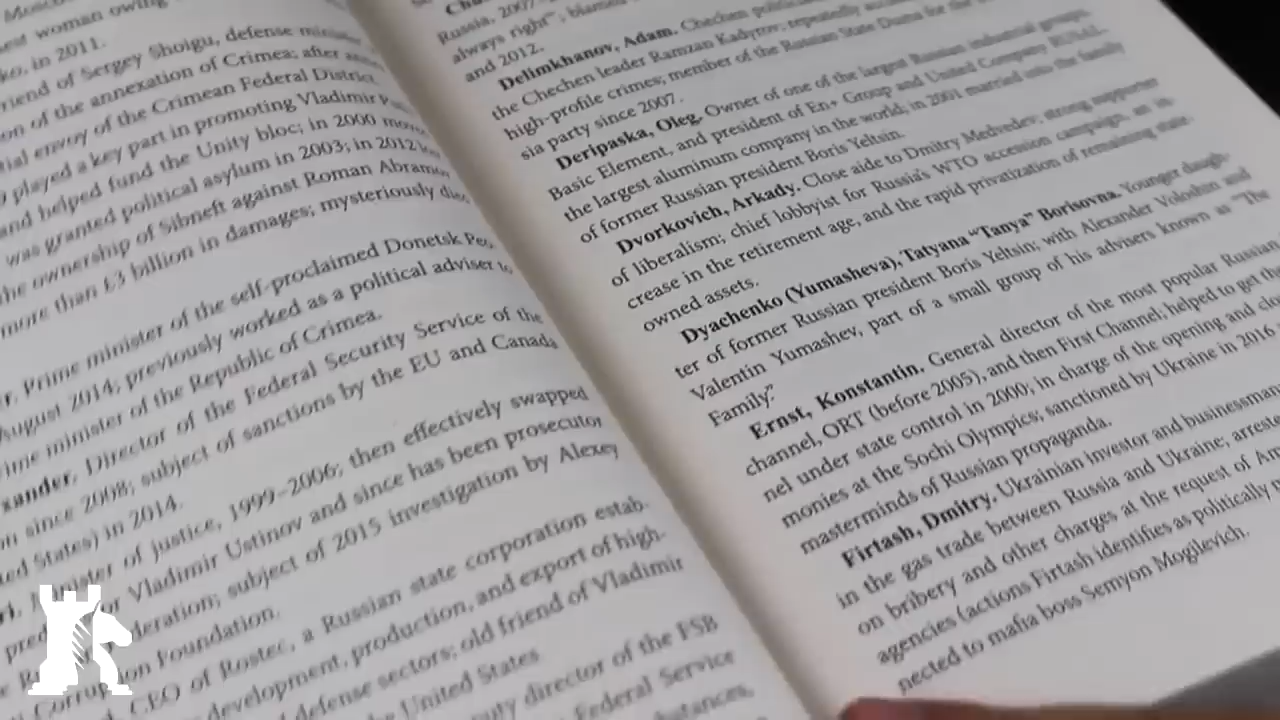 Moscow
woman owing
ko, in 2011.
friend of Sergey Shoigu, defense
on of the annexation of Crimea; after
envoy of the Crimean Federal District.
played a key part in promoting Vladimir
and helped fund the Unity bloc; in 2000
was granted political asylum in 2003; in 2012
he ownership of Sibneft against Roman
more than £3 billion in damages; mysteriously
Prime minister of the self-proclaimed Donetsk
August 2014; previously worked as a political adviser
minister of the Republic of Crimea.
xander. Director of the Federal Security Service of the
on since 2008; subject of sanctions by the EU and Canada
ted States) in 2014.
of justice, 1999–2006; then effectively swapped
Vladimir Ustinov and since has been prosecutor
deration; subject of 2015 investigation by Alexey
Foundation.
CEO of Rostec, a Russian state corporation estab-
development, production, and export of high-
defense sectors; old friend of Vladimir
the United States
director of the FSB
Federal Service
Russia, 2007
always right"; blamed
and 2012.
Delimkhanov, Adam. Chechen
the Chechen leader Ramzan Kadyrov; repeatedly
high-profile crimes; member of the Russian State Duma for the
sia party since 2007.
Deripaska, Oleg. Owner of one of the largest Russian industrial groups,
Basic Element, and president of En+ Group and United Company RUSAL,
the largest aluminum company in the world; in 2001 married into the family
of former Russian president Boris Yeltsin.
Dvorkovich, Arkady. Close aide to Dmitry Medvedev; strong supporter
of liberalism; chief lobbyist for Russia's WTO accession campaign, an in-
crease in the retirement age, and the rapid privatization of remaining state-
owned assets.
Dyachenko (Yumasheva), Tatyana "Tanya" Borisovna. Younger daugh-
ter of former Russian president Boris Yeltsin; with Alexander Voloshin and
Valentin Yumashev, part of a small group of his advisers known as "The
Family."
Ernst, Konstantin. General director of the most popular Russian
channel, ORT (before 2005), and then First Channel; helped to get the
nel under state control in 2000; in charge of the opening and clo
monies at the Sochi Olympics; sanctioned by Ukraine in 2016
masterminds of Russian propaganda.
Firtash, Dmitry. Ukrainian investor and businessman
in the gas trade between Russia and Ukraine; arreste
on bribery and other charges at the request of Am
agencies (actions Firtash identifies as politically
nected to mafia boss Semyon Mogilevich.